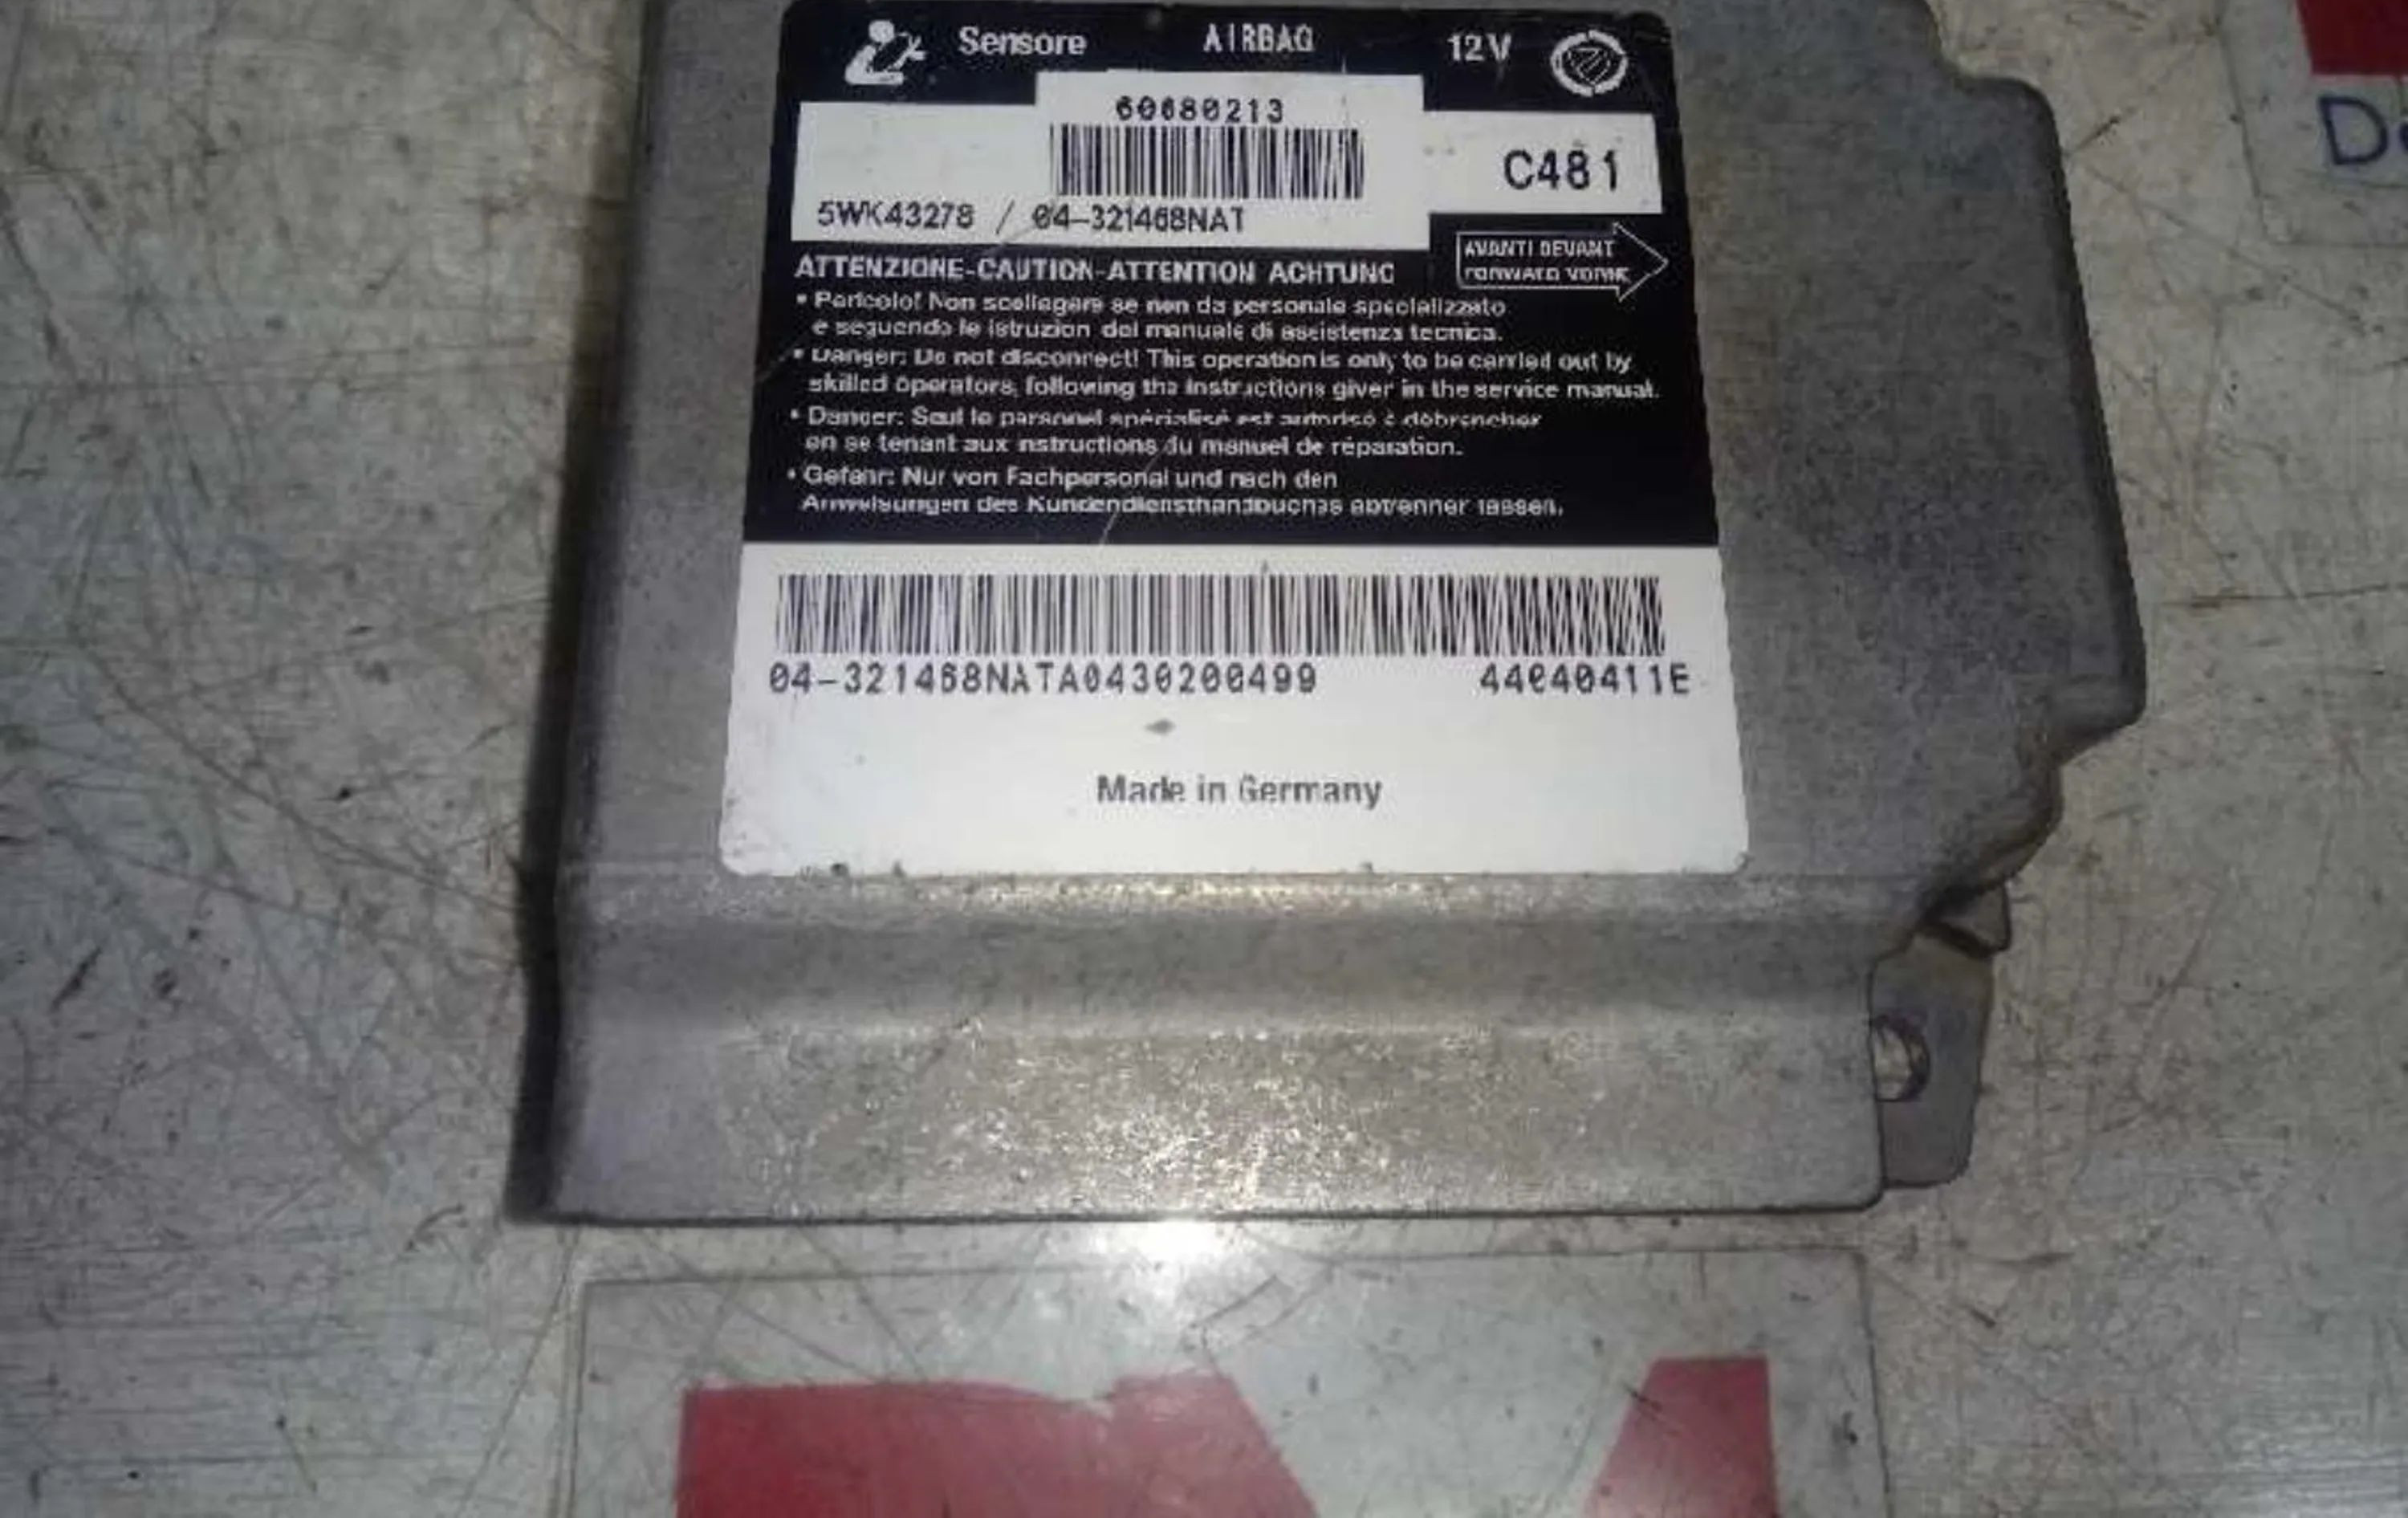 Sensore AIRBAG 12V
60680213
C481
5WK43278 / 04-321468NAT
AVANTI DEVANT
ATTENZIONE-CAUTION-ATTENTION ACHTUNG
• Pericolo! Non scollegare se non da personale specializzato
e seguendo le istruzion del manuale di assistenza tecnica.
• Danger: Do not disconnect! This operation is only to be carried out by
skilled operators, following the instructions given in the service manual.
• Danger: Seul le personnel spécialisé est autorisé à débrancher
en se tenant aux instructions du manuel de réparation.
• Gefahr: Nur von Fachpersonal und nach den
Anweisungen des Kundendiensthandbuches abtrennen lassen.
04-321468NATA0430200499 44040411E
Made in Germany